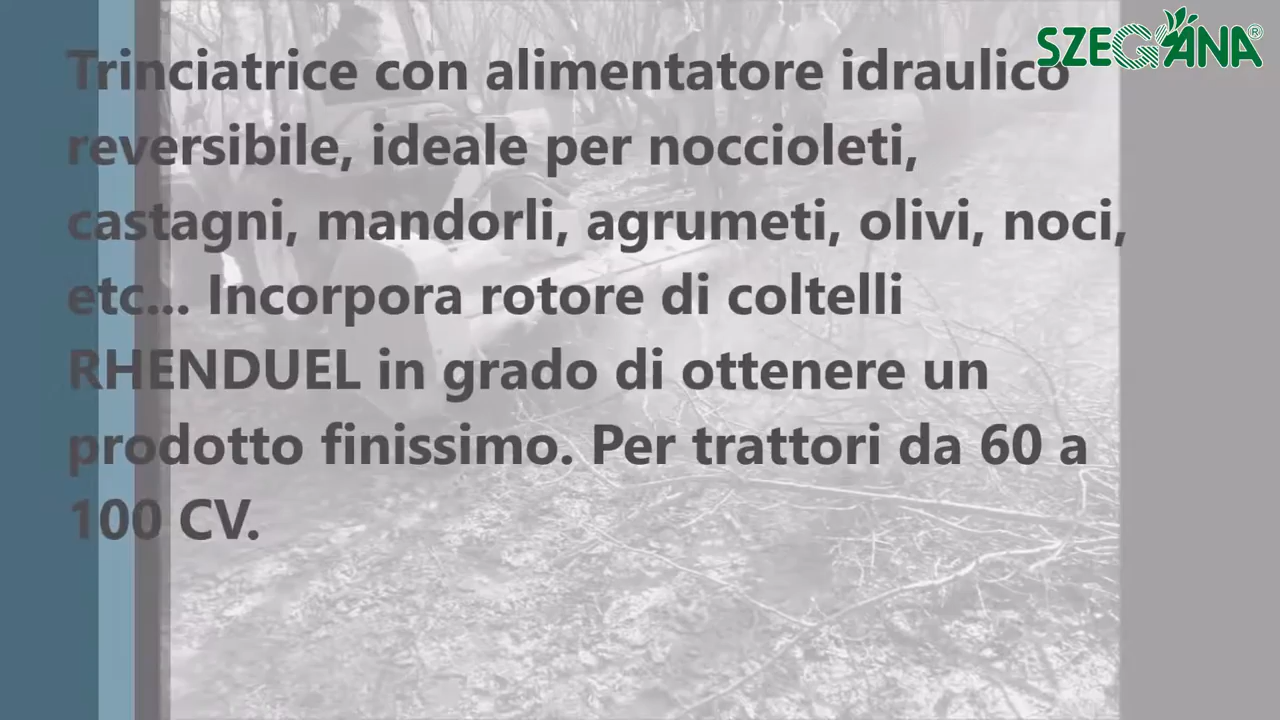 SZEGANA®
Trinciatrice con alimentatore idraulico
reversibile, ideale per noccioleti,
castagni, mandorli, agrumeti, olivi, noci,
etc... Incorpora rotore di coltelli
RHENDUEL in grado di ottenere un
prodotto finissimo. Per trattori da 60 a
100 CV.